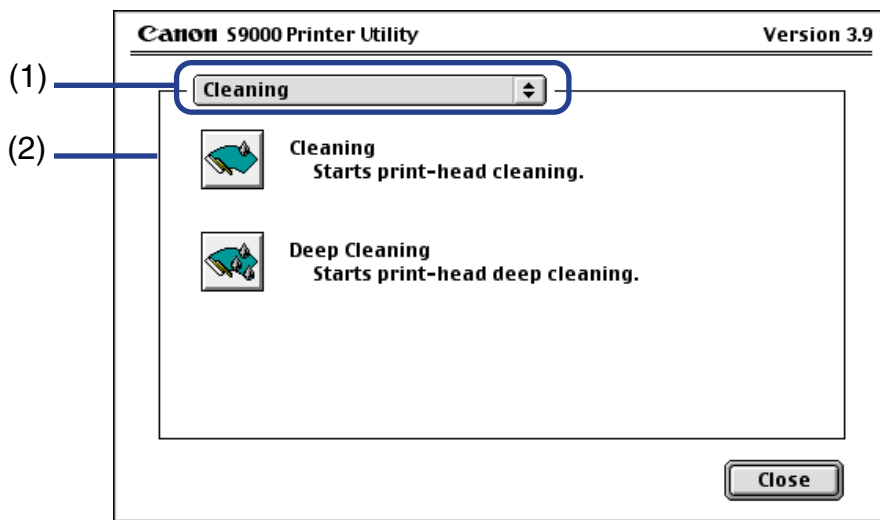 Canon S9000 Printer Utility Version 3.9
(1) Cleaning
(2)
Cleaning
Starts print-head cleaning.
Deep Cleaning
Starts print-head deep cleaning.
Close